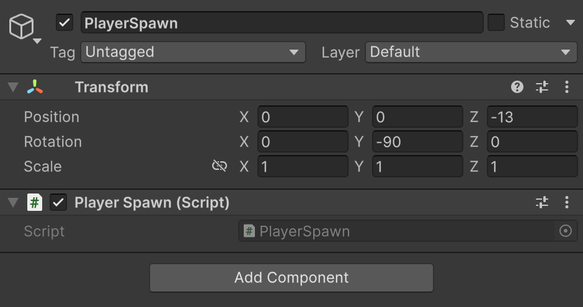 PlayerSpawn Static
Tag Untagged Layer Default
Transform
Position X 0 Y 0 Z -13
Rotation X 0 Y -90 Z 0
Scale X 1 Y 1 Z 1
# Player Spawn (Script)
Script # PlayerSpawn
Add Component